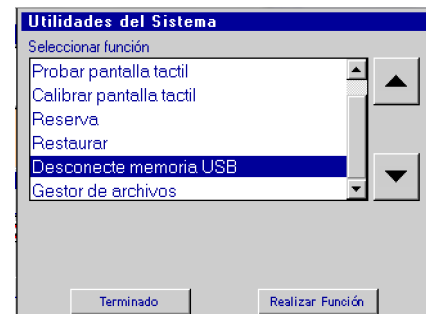 Utilidades del Sistema
Seleccionar función
Probar pantalla tactil
Calibrar pantalla tactil
Reserva
Restaurar
Desconecte memoria USB
Gestor de archivos
Terminado
Realizar Función